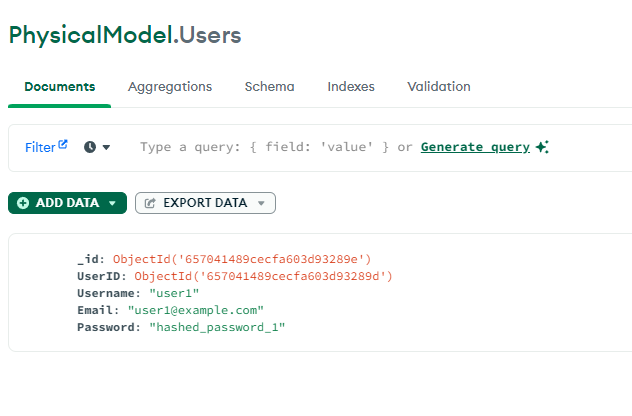 PhysicalModel.Users
Documents Aggregations Schema Indexes Validation
Filter Type a query: { field: 'value' } or Generate query
ADD DATA EXPORT DATA
_id: ObjectId('657041489cecfa603d93289e')
UserID: ObjectId('657041489cecfa603d93289d')
Username: "user1"
Email: "user1@example.com"
Password: "hashed_password_1"